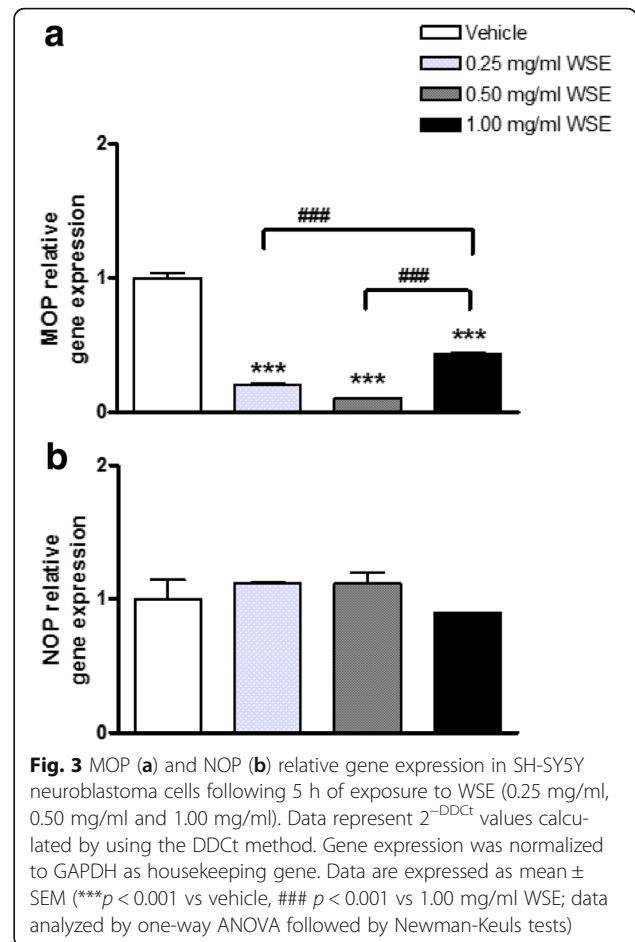 a
Vehicle
0.25 mg/ml WSE
0.50 mg/ml WSE
1.00 mg/ml WSE
MOP relative
gene expression
2
1
0
###
###
***
***
***
b
NOP relative
gene expression
2
1
0
Fig. 3 MOP (a) and NOP (b) relative gene expression in SH-SY5Y
neuroblastoma cells following 5 h of exposure to WSE (0.25 mg/ml,
0.50 mg/ml and 1.00 mg/ml). Data represent 2−DDCt values calcu-
lated by using the DDCt method. Gene expression was normalized
to GAPDH as housekeeping gene. Data are expressed as mean ±
SEM (***p < 0.001 vs vehicle, ### p < 0.001 vs 1.00 mg/ml WSE; data
analyzed by one-way ANOVA followed by Newman-Keuls tests)